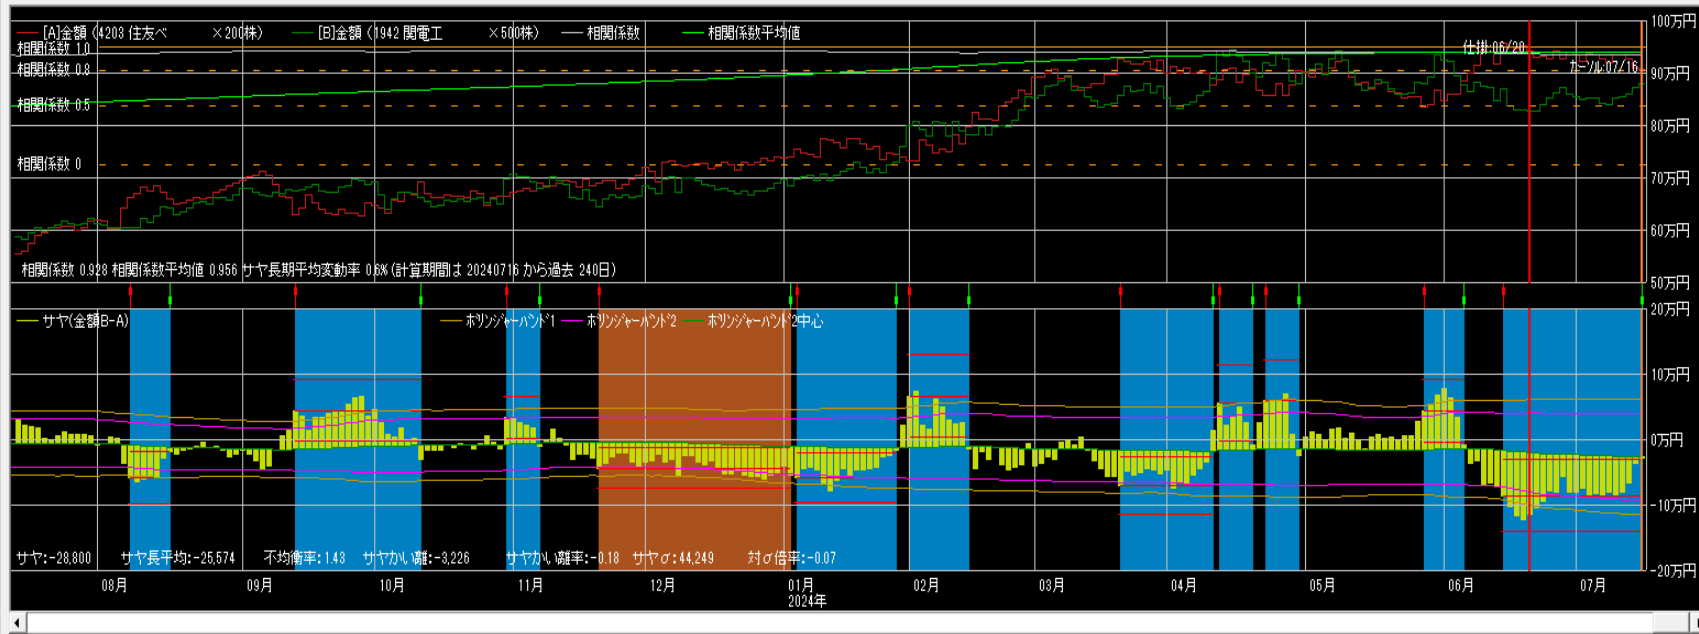 [A]金額 (4203 住友ベ ×200株) [B]金額 (1942 関電工 ×500株) 相関係数 相関係数平均値
100万円
相関係数 1.0
仕掛:06/20
相関係数 0.8
カーソル:07/16
90万円
相関係数 0.5
80万円
相関係数 0
70万円
60万円
相関係数 0.928 相関係数平均値 0.956 サヤ長期平均変動率 0.6% (計算期間は 20240716 から過去 240日)
50万円
20万円
サヤ(金額B-A) ボリンジャーバンド1 ボリンジャーバンド2 ボリンジャーバンド2中心
10万円
0万円
-10万円
サヤ:-28,800 サヤ長平均:-25,574 不均衡率:1.43 サヤかい離:-3,226 サヤかい離率:-0.18 サヤσ:44,249 対σ倍率:-0.07
-20万円
08月 09月 10月 11月 12月 01月 02月 03月 04月 05月 06月 07月
2024年